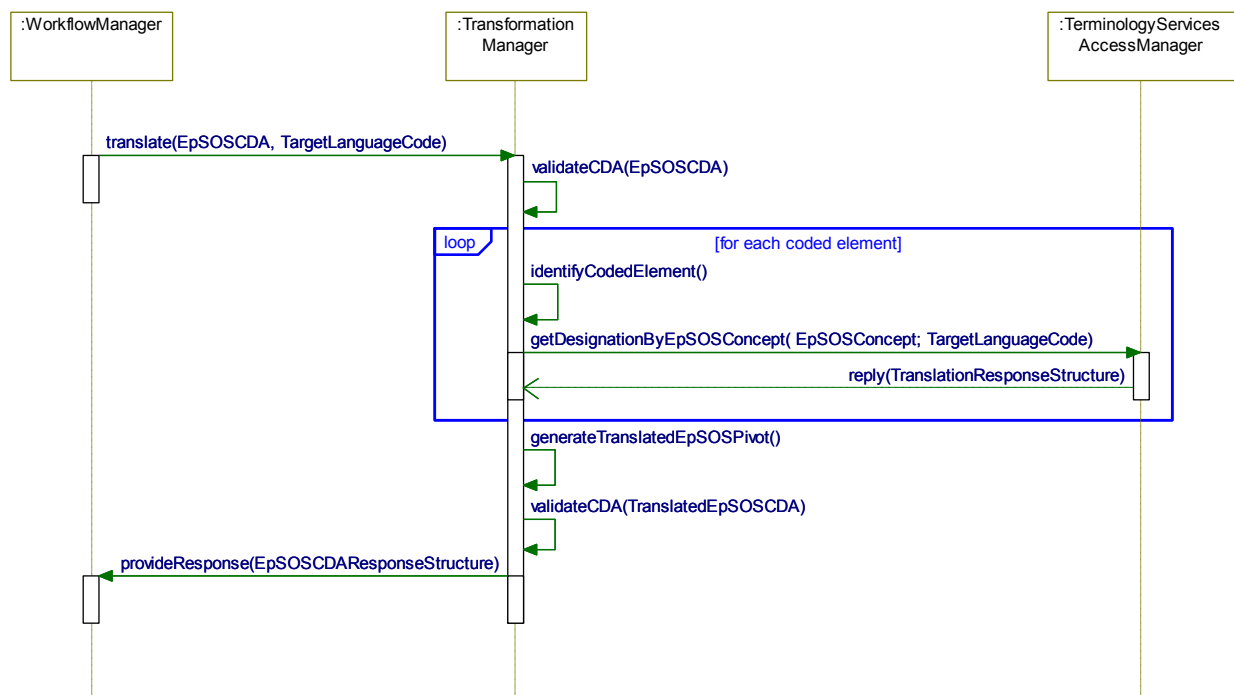 :WorkflowManager
:Transformation
Manager
:TerminologyServices
AccessManager
translate(EpSOSCDA, TargetLanguageCode)
validateCDA(EpSOSCDA)
loop
[for each coded element]
identifyCodedElement()
getDesignationByEpSOSConcept( EpSOSConcept; TargetLanguageCode)
reply(TranslationResponseStructure)
generateTranslatedEpSOSPivot()
validateCDA(TranslatedEpSOSCDA)
provideResponse(EpSOSCDAResponseStructure)